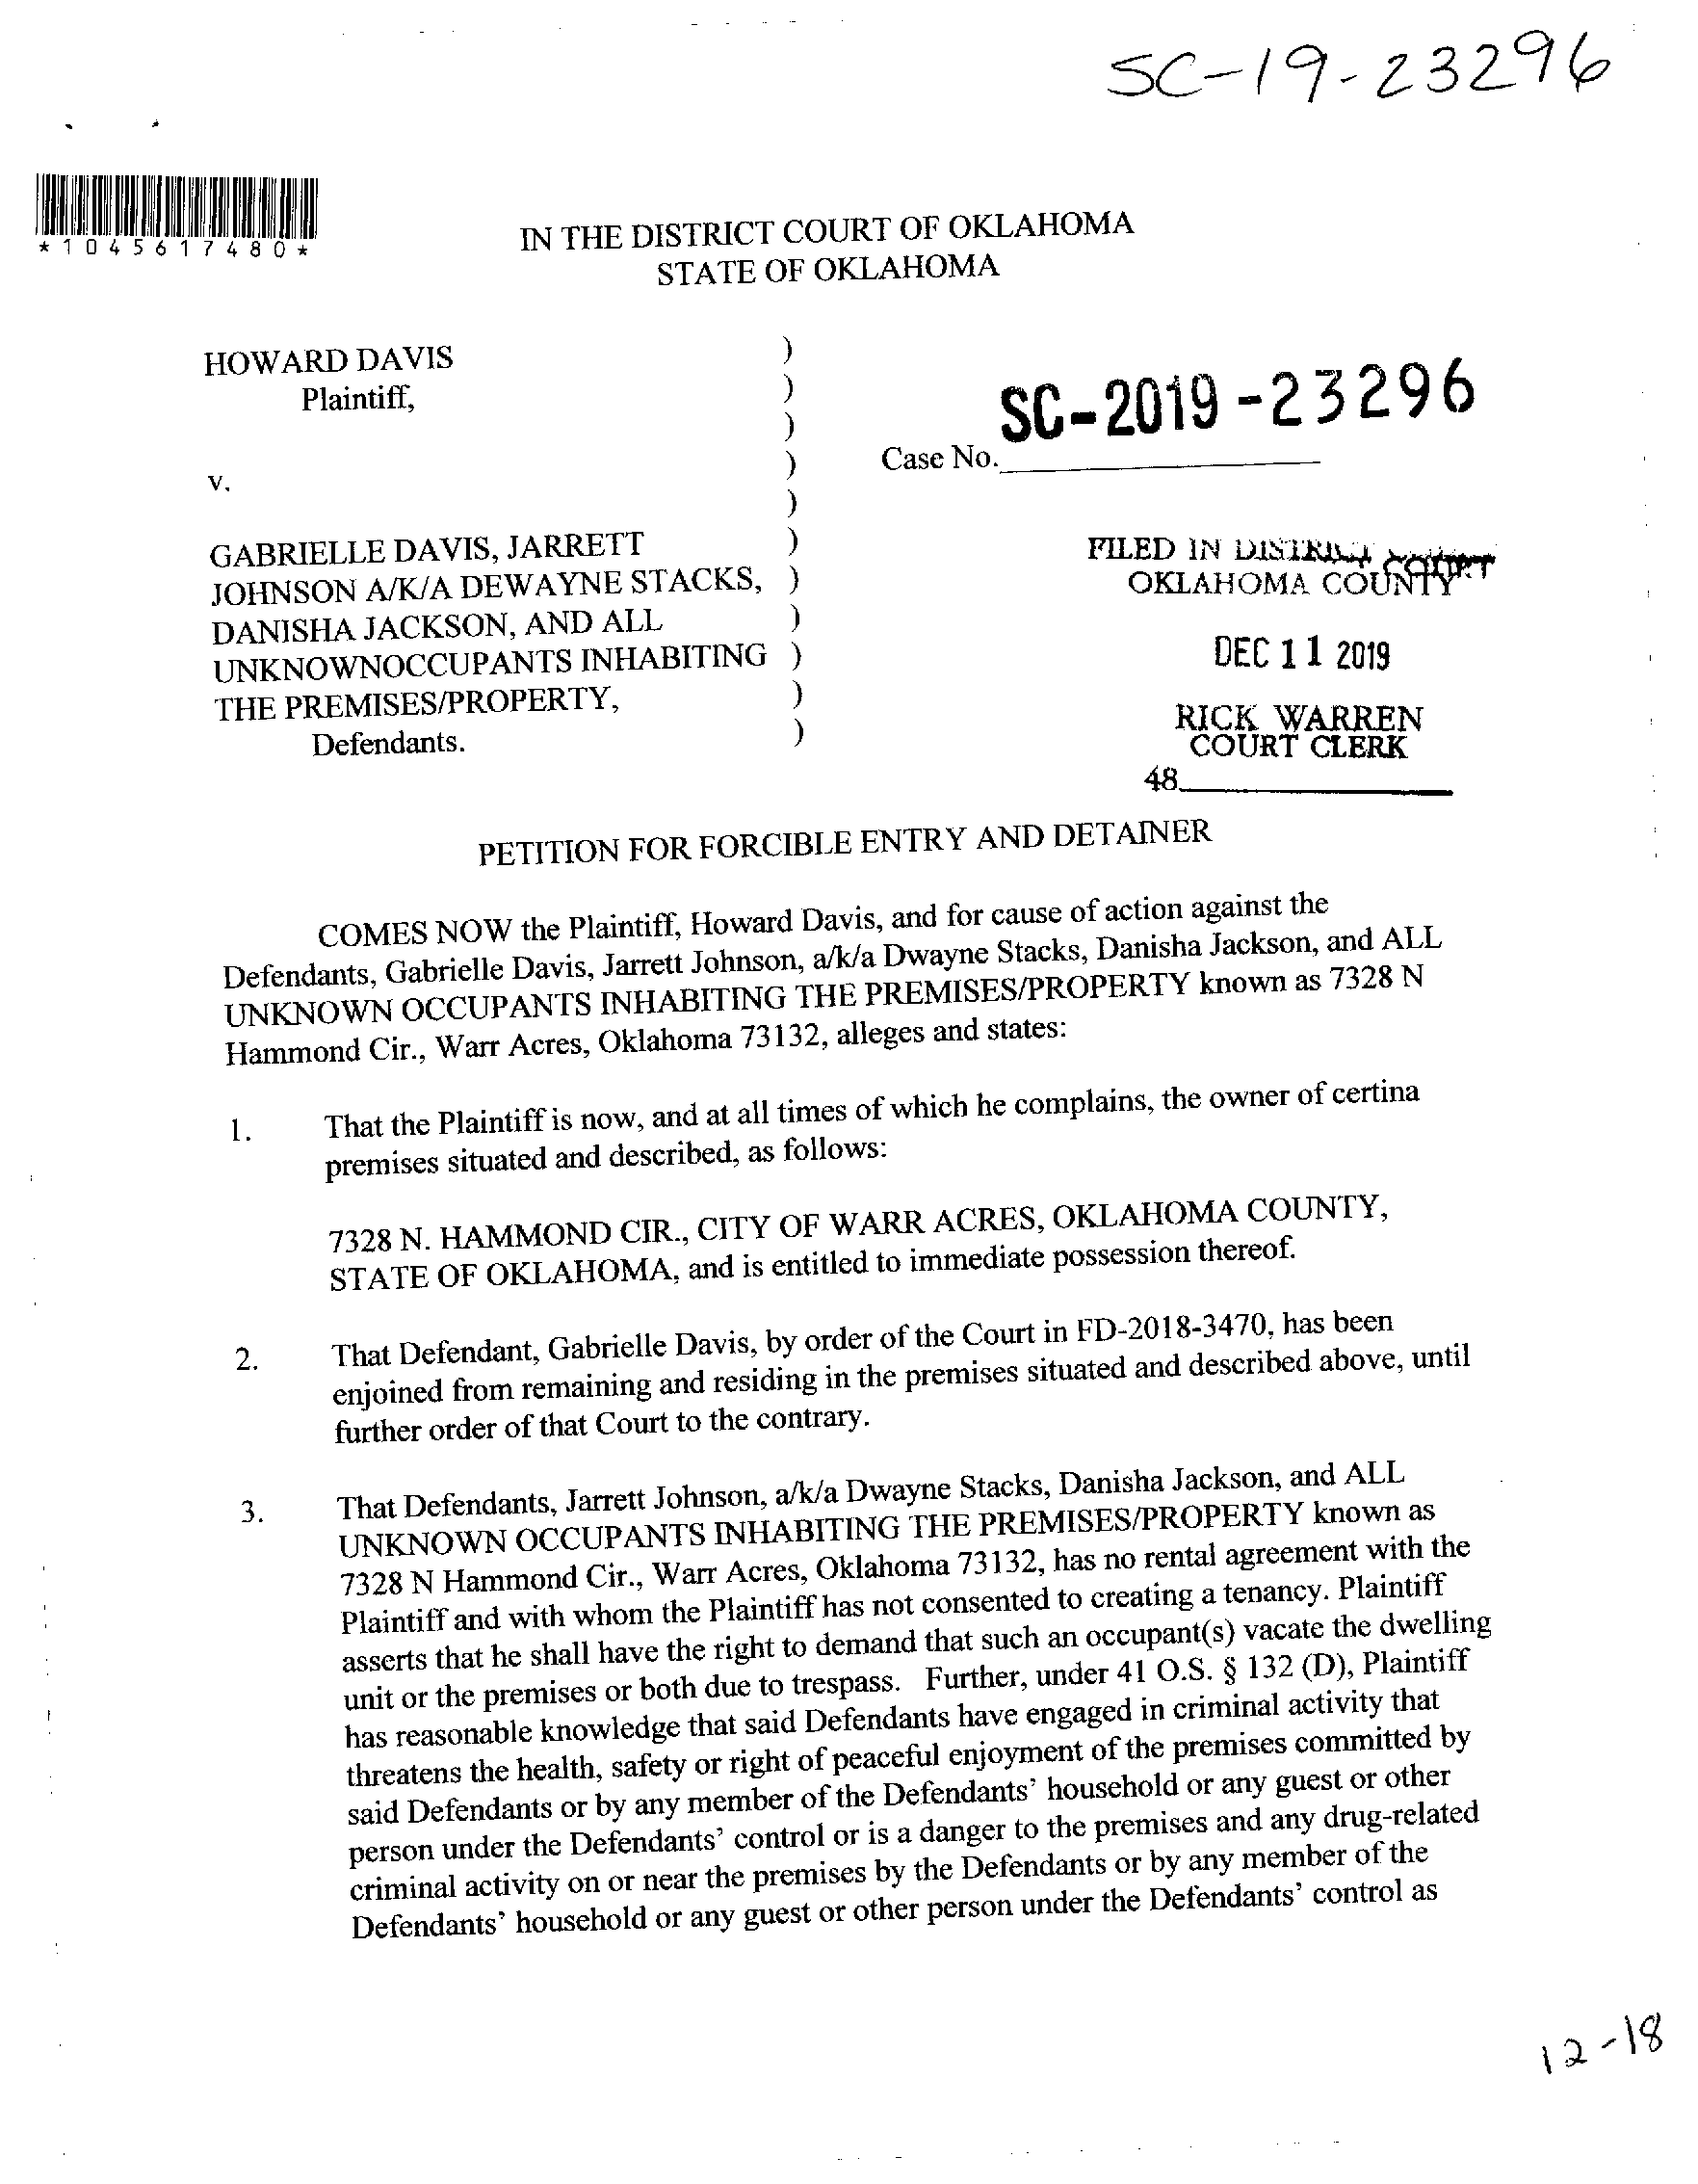 SC-19-23296
*1045617480*
IN THE DISTRICT COURT OF OKLAHOMA
STATE OF OKLAHOMA
HOWARD DAVIS )
Plaintiff, )
)
v. )
)
GABRIELLE DAVIS, JARRETT )
JOHNSON A/K/A DEWAYNE STACKS, )
DANISHA JACKSON, AND ALL )
UNKNOWNOCCUPANTS INHABITING )
THE PREMISES/PROPERTY, )
Defendants. )
SC-2019-23296
Case No.
FILED IN DISTRICT COURT
OKLAHOMA COUNTY
DEC 11 2019
RICK WARREN
COURT CLERK
48
PETITION FOR FORCIBLE ENTRY AND DETAINER
COMES NOW the Plaintiff, Howard Davis, and for cause of action against the
Defendants, Gabrielle Davis, Jarrett Johnson, a/k/a Dwayne Stacks, Danisha Jackson, and ALL
UNKNOWN OCCUPANTS INHABITING THE PREMISES/PROPERTY known as 7328 N
Hammond Cir., Warr Acres, Oklahoma 73132, alleges and states:
1. That the Plaintiff is now, and at all times of which he complains, the owner of certina
premises situated and described, as follows:
7328 N. HAMMOND CIR., CITY OF WARR ACRES, OKLAHOMA COUNTY,
STATE OF OKLAHOMA, and is entitled to immediate possession thereof.
2. That Defendant, Gabrielle Davis, by order of the Court in FD-2018-3470, has been
enjoined from remaining and residing in the premises situated and described above, until
further order of that Court to the contrary.
3. That Defendants, Jarrett Johnson, a/k/a Dwayne Stacks, Danisha Jackson, and ALL
UNKNOWN OCCUPANTS INHABITING THE PREMISES/PROPERTY known as
7328 N Hammond Cir., Warr Acres, Oklahoma 73132, has no rental agreement with the
Plaintiff and with whom the Plaintiff has not consented to creating a tenancy. Plaintiff
asserts that he shall have the right to demand that such an occupant(s) vacate the dwelling
unit or the premises or both due to trespass. Further, under 41 O.S. § 132 (D), Plaintiff
has reasonable knowledge that said Defendants have engaged in criminal activity that
threatens the health, safety or right of peaceful enjoyment of the premises committed by
said Defendants or by any member of the Defendants' household or any guest or other
person under the Defendants' control or is a danger to the premises and any drug-related
criminal activity on or near the premises by the Defendants or by any member of the
Defendants' household or any guest or other person under the Defendants' control as
12-18